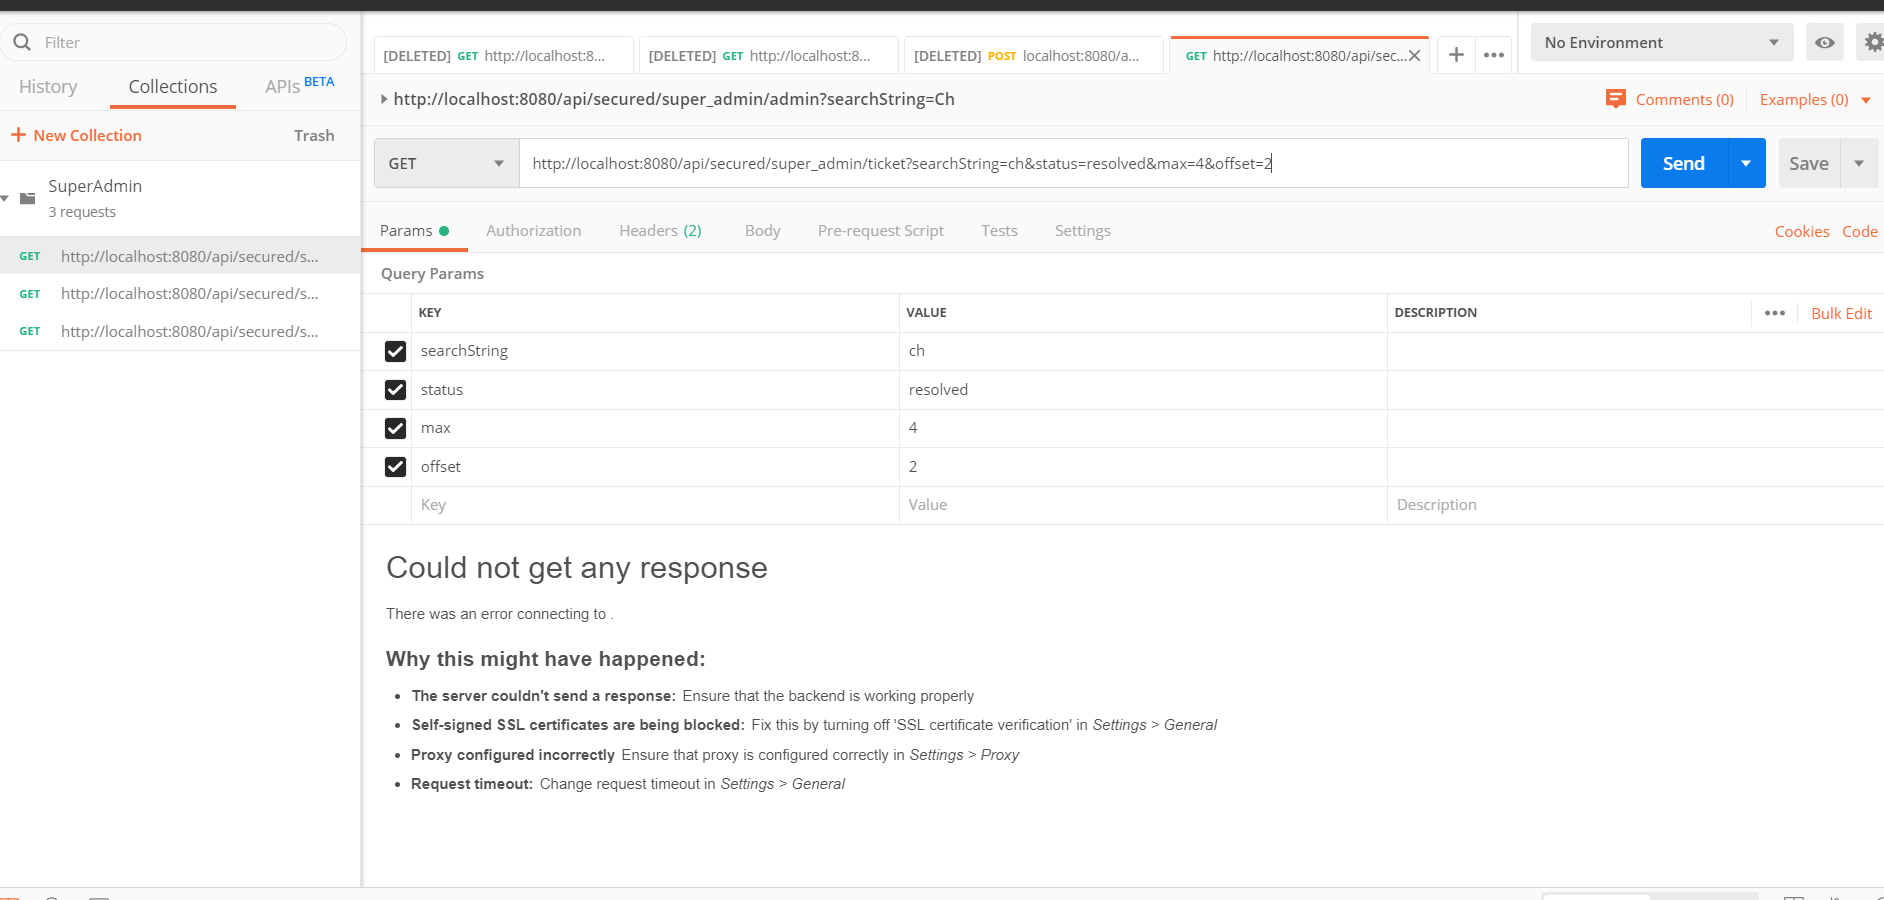 Filter
History Collections APIs BETA
+ New Collection Trash
SuperAdmin
3 requests
GET http://localhost:8080/api/secured/s...
GET http://localhost:8080/api/secured/s...
GET http://localhost:8080/api/secured/s...
[DELETED] GET http://localhost:8... [DELETED] GET http://localhost:8... [DELETED] POST localhost:8080/a... GET http://localhost:8080/api/sec...
No Environment
http://localhost:8080/api/secured/super_admin/admin?searchString=Ch
Comments (0) Examples (0)
GET http://localhost:8080/api/secured/super_admin/ticket?searchString=ch&status=resolved&max=4&offset=2 Send Save
Params Authorization Headers (2) Body Pre-request Script Tests Settings Cookies Code
Query Params
KEY VALUE DESCRIPTION Bulk Edit
searchString ch
status resolved
max 4
offset 2
Key Value Description
Could not get any response
There was an error connecting to .
Why this might have happened:
• The server couldn't send a response: Ensure that the backend is working properly
• Self-signed SSL certificates are being blocked: Fix this by turning off 'SSL certificate verification' in Settings > General
• Proxy configured incorrectly Ensure that proxy is configured correctly in Settings > Proxy
• Request timeout: Change request timeout in Settings > General